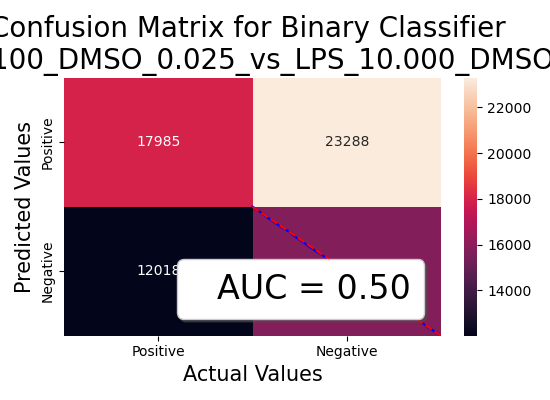 Confusion Matrix for Binary Classifier
100_DMSO_0.025_vs_LPS_10.000_DMSO
Predicted Values
Positive
Negative
17985
23288
12018
AUC = 0.50
Positive
Negative
Actual Values
22000
20000
18000
16000
14000